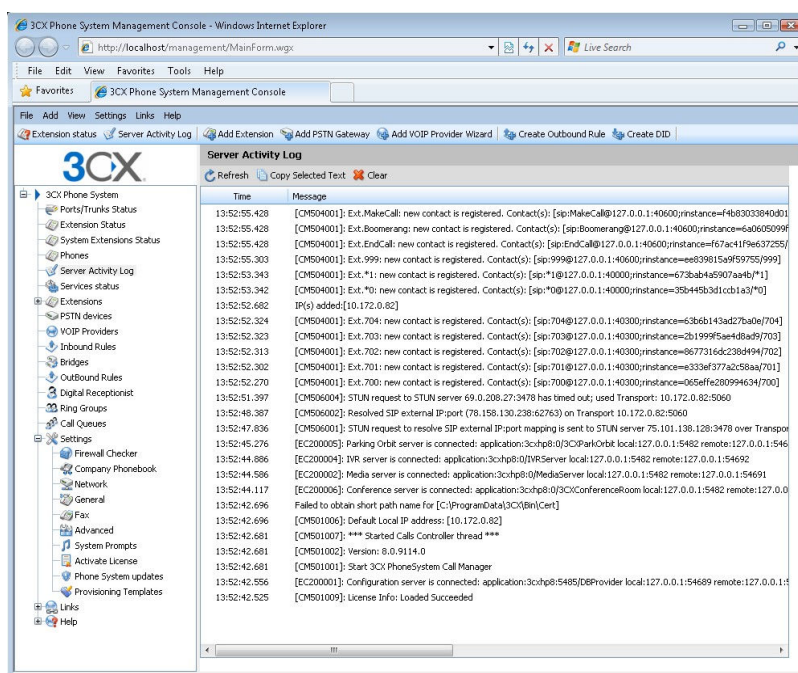 3CX Phone System Management Console - Windows Internet Explorer
http://localhost/management/MainForm.wgx
Live Search
File Edit View Favorites Tools Help
Favorites 3CX Phone System Management Console
File Add View Settings Links Help
Extension status Server Activity Log Add Extension Add PSTN Gateway Add VOIP Provider Wizard Create Outbound Rule Create DID
3CX
3CX Phone System
Ports/Trunks Status
Extension Status
System Extensions Status
Phones
Server Activity Log
Services status
Extensions
PSTN devices
VOIP Providers
Inbound Rules
Bridges
OutBound Rules
Digital Receptionist
Ring Groups
Call Queues
Settings
Firewall Checker
Company Phonebook
Network
General
Fax
Advanced
System Prompts
Activate License
Phone System updates
Provisioning Templates
Links
Help
Server Activity Log
Refresh Copy Selected Text Clear
Time Message
13:52:55.428 [CM504001]: Ext.MakeCall: new contact is registered. Contact(s): [sip:MakeCall@127.0.0.1:40600;rinstance=f4b83033840d01
13:52:55.428 [CM504001]: Ext.Boomerang: new contact is registered. Contact(s): [sip:Boomerang@127.0.0.1:40600;rinstance=6a0605099f
13:52:55.428 [CM504001]: Ext.EndCall: new contact is registered. Contact(s): [sip:EndCall@127.0.0.1:40600;rinstance=f67ac41f9e637255/
13:52:55.303 [CM504001]: Ext.999: new contact is registered. Contact(s): [sip:999@127.0.0.1:40600;rinstance=ee839815a9f59755/999]
13:52:53.343 [CM504001]: Ext.*1: new contact is registered. Contact(s): [sip:*1@127.0.0.1:40000;rinstance=673bab4a5907aa4b/*1]
13:52:53.342 [CM504001]: Ext.*0: new contact is registered. Contact(s): [sip:*0@127.0.0.1:40000;rinstance=35b445b3d1ccb1a3/*0]
13:52:52.682 IP(s) added:[10.172.0.82]
13:52:52.324 [CM504001]: Ext.704: new contact is registered. Contact(s): [sip:704@127.0.0.1:40300;rinstance=63b6b143ad27ba0e/704]
13:52:52.323 [CM504001]: Ext.703: new contact is registered. Contact(s): [sip:703@127.0.0.1:40300;rinstance=2b1999f5ae4d8ad9/703]
13:52:52.313 [CM504001]: Ext.702: new contact is registered. Contact(s): [sip:702@127.0.0.1:40300;rinstance=8677316dc238d494/702]
13:52:52.302 [CM504001]: Ext.701: new contact is registered. Contact(s): [sip:701@127.0.0.1:40300;rinstance=e333ef377a2c58aa/701]
13:52:52.270 [CM504001]: Ext.700: new contact is registered. Contact(s): [sip:700@127.0.0.1:40300;rinstance=065effe280994634/700]
13:52:51.397 [CM506004]: STUN request to STUN server 69.0.208.27:3478 has timed out; used Transport: 10.172.0.82:5060
13:52:48.387 [CM506002]: Resolved SIP external IP:port (78.158.130.238:62763) on Transport 10.172.0.82:5060
13:52:47.836 [CM506001]: STUN request to resolve SIP external IP:port mapping is sent to STUN server 75.101.138.128:3478 over Transpor
13:52:45.276 [EC200005]: Parking Orbit server is connected: application:3cxhp8:0/3CXParkOrbit local:127.0.0.1:5482 remote:127.0.0.1:546
13:52:44.886 [EC200004]: IVR server is connected: application:3cxhp8:0/IVRServer local:127.0.0.1:5482 remote:127.0.0.1:54692
13:52:44.586 [EC200002]: Media server is connected: application:3cxhp8:0/MediaServer local:127.0.0.1:5482 remote:127.0.0.1:54691
13:52:44.117 [EC200006]: Conference server is connected: application:3cxhp8:0/3CXConferenceRoom local:127.0.0.1:5482 remote:127.0.0
13:52:42.696 Failed to obtain short path name for [C:\ProgramData\3CX\Bin\Cert]
13:52:42.696 [CM501006]: Default Local IP address: [10.172.0.82]
13:52:42.681 [CM501007]: *** Started Calls Controller thread ***
13:52:42.681 [CM501002]: Version: 8.0.9114.0
13:52:42.681 [CM501001]: Start 3CX PhoneSystem Call Manager
13:52:42.556 [EC200001]: Configuration server is connected: application:3cxhp8:5485/DBProvider local:127.0.0.1:54689 remote:127.0.0.1:5
13:52:42.525 [CM501009]: License Info: Loaded Succeeded